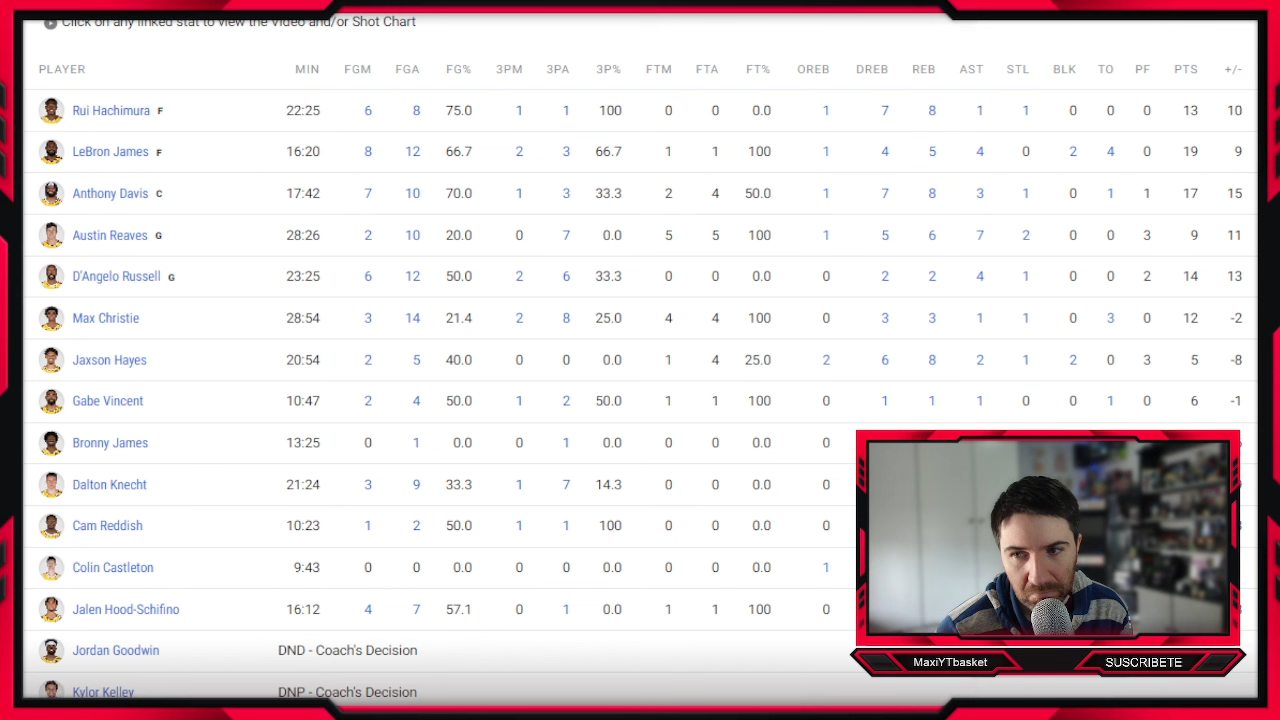 Click on any linked stat to view the Video and/or Shot Chart
PLAYER MIN FGM FGA FG% 3PM 3PA 3P% FTM FTA FT% OREB DREB REB AST STL BLK TO PF PTS +/-
Rui Hachimura F 22:25 6 8 75.0 1 1 100 0 0 0.0 1 7 8 1 1 0 0 0 13 10
LeBron James F 16:20 8 12 66.7 2 3 66.7 1 1 100 1 4 5 4 0 2 4 0 19 9
Anthony Davis C 17:42 7 10 70.0 1 3 33.3 2 4 50.0 1 7 8 3 1 0 1 1 17 15
Austin Reaves G 28:26 2 10 20.0 0 7 0.0 5 5 100 1 5 6 7 2 0 0 3 9 11
D'Angelo Russell G 23:25 6 12 50.0 2 6 33.3 0 0 0.0 0 2 2 4 1 0 0 2 14 13
Max Christie 28:54 3 14 21.4 2 8 25.0 4 4 100 0 3 3 1 1 0 3 0 12 -2
Jaxson Hayes 20:54 2 5 40.0 0 0 0.0 1 4 25.0 2 6 8 2 1 2 0 3 5 -8
Gabe Vincent 10:47 2 4 50.0 1 2 50.0 1 1 100 0 1 1 1 0 0 1 0 6 -1
Bronny James 13:25 0 1 0.0 0 1 0.0 0 0 0.0 0
Dalton Knecht 21:24 3 9 33.3 1 7 14.3 0 0 0.0 0
Cam Reddish 10:23 1 2 50.0 1 1 100 0 0 0.0 0
Colin Castleton 9:43 0 0 0.0 0 0 0.0 0 0 0.0 1
Jalen Hood-Schifino 16:12 4 7 57.1 0 1 0.0 1 1 100 0
Jordan Goodwin DND - Coach's Decision
Kylor Kelley DNP - Coach's Decision
MaxiYTbasket SUSCRIBETE